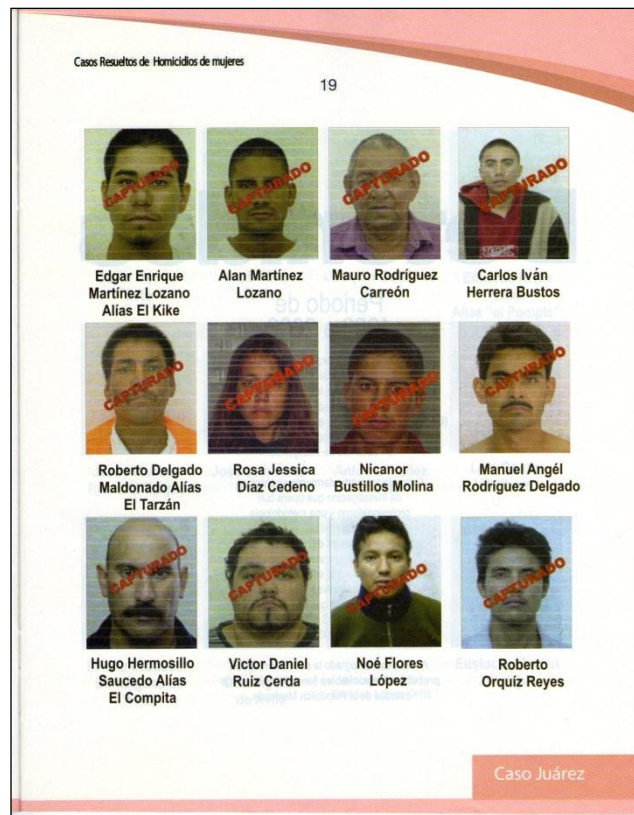 Casos Resueltos de Homicidios de mujeres
19
CAPTURADO
CAPTURADO
CAPTURADO
CAPTURADO
Edgar Enrique
Martínez Lozano
Alías El Kike
Alan Martínez
Lozano
Mauro Rodríguez
Carreón
Carlos Iván
Herrera Bustos
CAPTURADO
CAPTURADO
CAPTURADO
CAPTURADO
Roberto Delgado
Maldonado Alías
El Tarzán
Rosa Jessica
Díaz Cedeno
Nicanor
Bustillos Molina
Manuel Angél
Rodríguez Delgado
CAPTURADO
CAPTURADO
CAPTURADO
CAPTURADO
Hugo Hermosillo
Saucedo Alías
El Compita
Victor Daniel
Ruiz Cerda
Noé Flores
López
Roberto
Orquíz Reyes
Caso Juárez